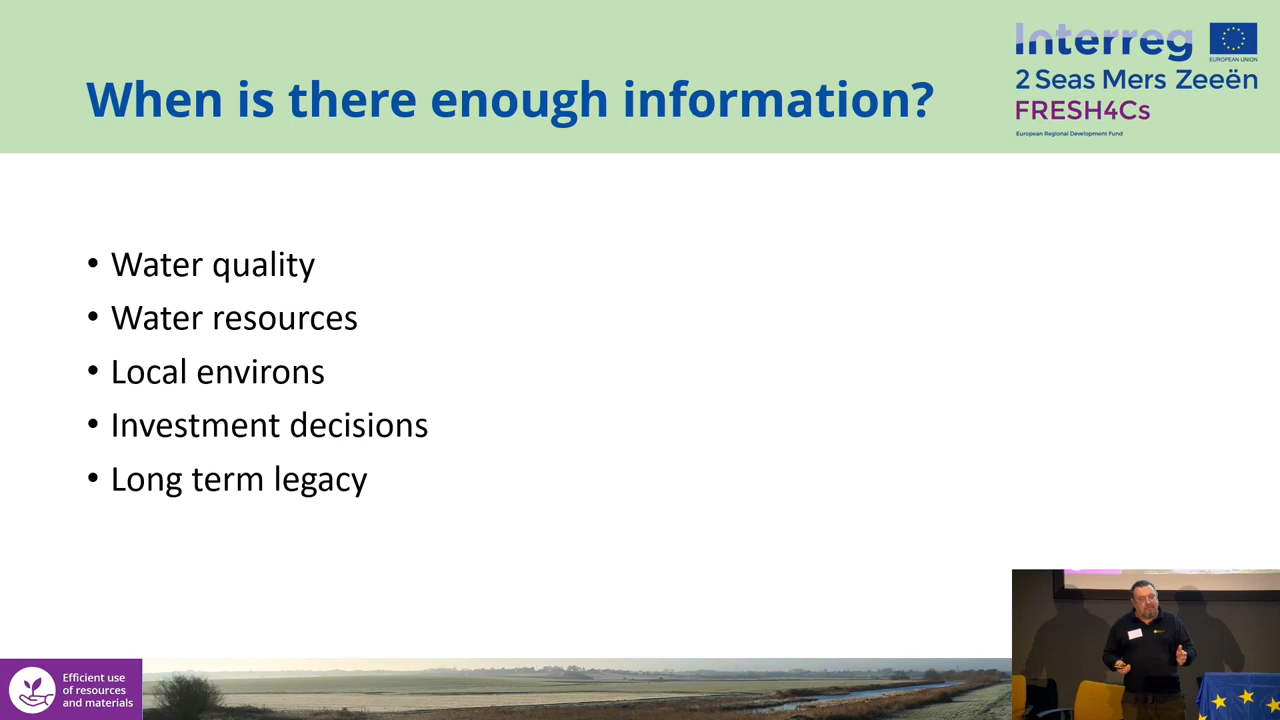 When is there enough information?
Interreg
EUROPEAN UNION
2 Seas Mers Zeeën
FRESH4Cs
European Regional Development Fund
• Water quality
• Water resources
• Local environs
• Investment decisions
• Long term legacy
Efficient use
of resources
and materials